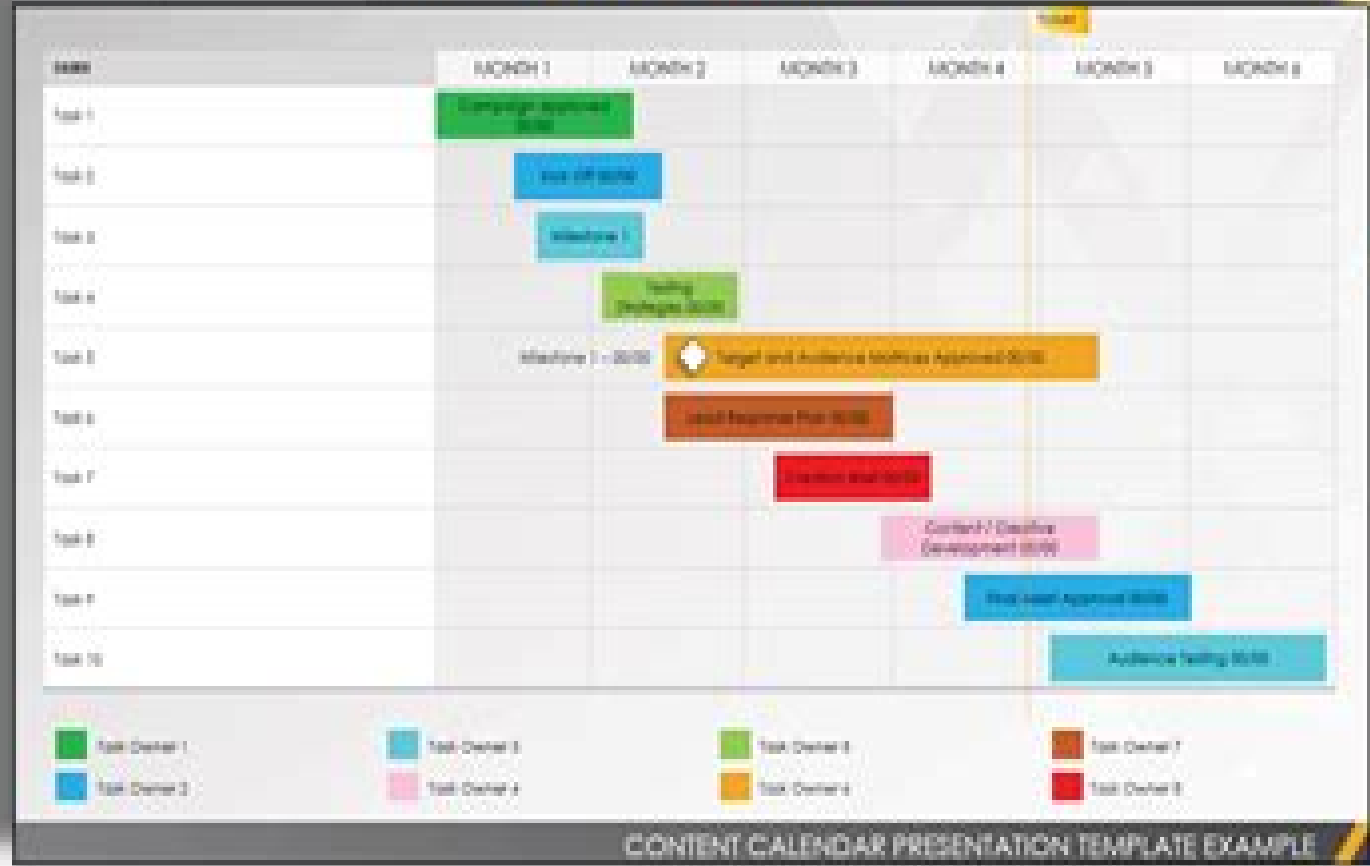 TODAY
TASKS
MONTH 1
MONTH 2
MONTH 3
MONTH 4
MONTH 5
MONTH 6
Task 1
Campaign Approved
00/00
Task 2
Kick Off 00/00
Task 3
Milestone 1
Task 4
Testing
Strategies 00/00
Task 5
Milestone 1 - 00/00
Target and Audience Matrices Approved 00/00
Task 6
Lead Response Plan 00/00
Task 7
Creative Brief 00/00
Task 8
Content / Creative
Development 00/00
Task 9
Final Approval 00/00
Task 10
Audience Testing 00/00
Task Owner 1
Task Owner 3
Task Owner 5
Task Owner 7
Task Owner 2
Task Owner 4
Task Owner 6
Task Owner 8
CONTENT CALENDAR PRESENTATION TEMPLATE EXAMPLE